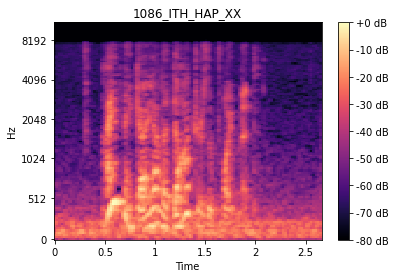 1086_ITH_HAP_XX
+0 dB
8192
-10 dB
4096
-20 dB
-30 dB
2048
Hz
-40 dB
1024
-50 dB
512
-60 dB
-70 dB
0
-80 dB
0
0.5
1
1.5
2
2.5
Time